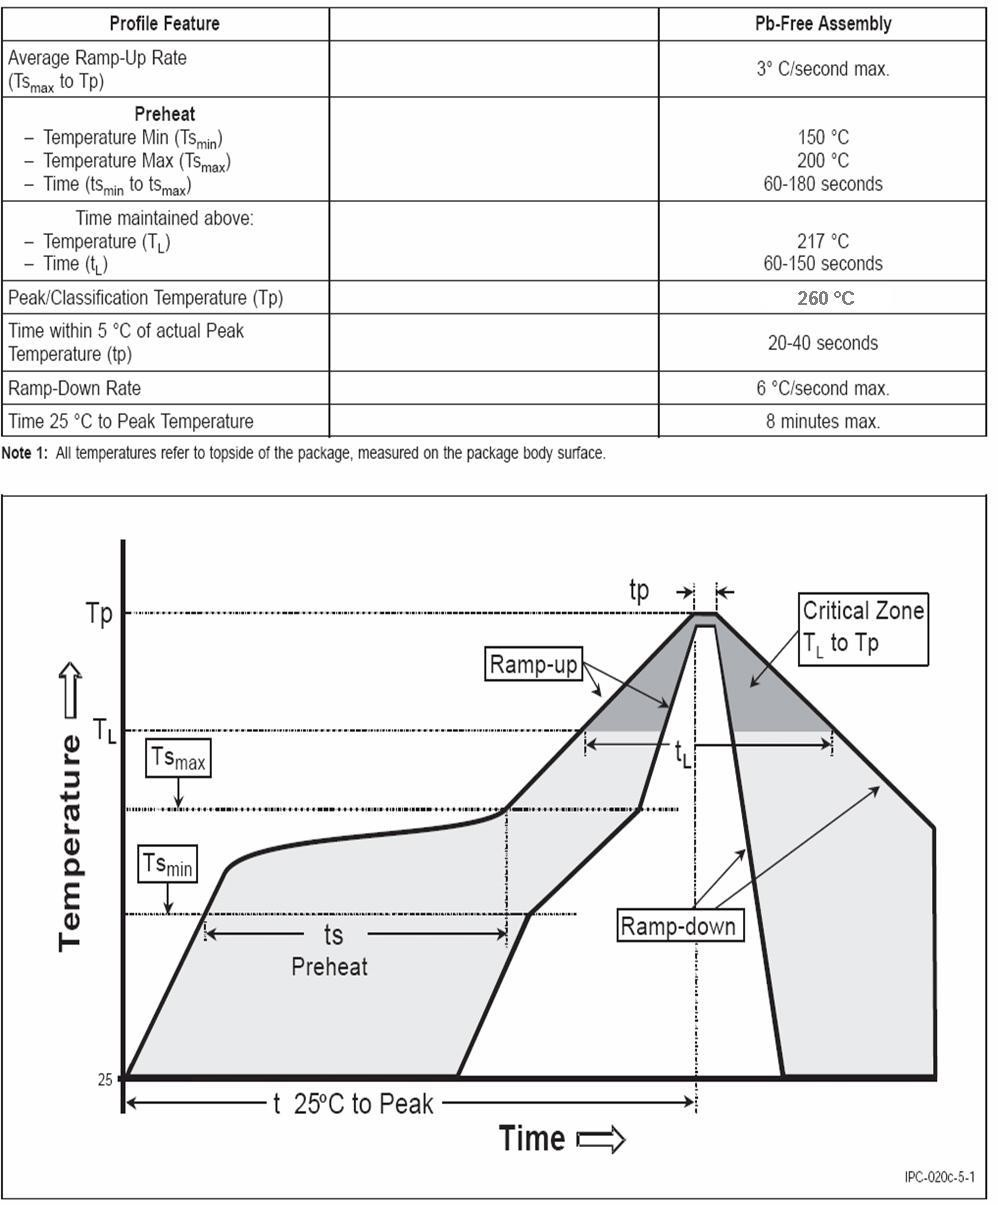 Profile Feature Pb-Free Assembly
Average Ramp-Up Rate
(Tsmax to Tp) 3° C/second max.
Preheat
– Temperature Min (Tsmin) 150 °C
– Temperature Max (Tsmax) 200 °C
– Time (tsmin to tsmax) 60-180 seconds
Time maintained above:
– Temperature (TL) 217 °C
– Time (tL) 60-150 seconds
Peak/Classification Temperature (Tp) 260 °C
Time within 5 °C of actual Peak
Temperature (tp) 20-40 seconds
Ramp-Down Rate 6 °C/second max.
Time 25 °C to Peak Temperature 8 minutes max.
Note 1: All temperatures refer to topside of the package, measured on the package body surface.
tp
Tp
Critical Zone
TL to Tp
Ramp-up
TL
tL
Tsmax
Tsmin
ts
Preheat
Ramp-down
Temperature
25
t 25ºC to Peak
Time
IPC-020c-5-1